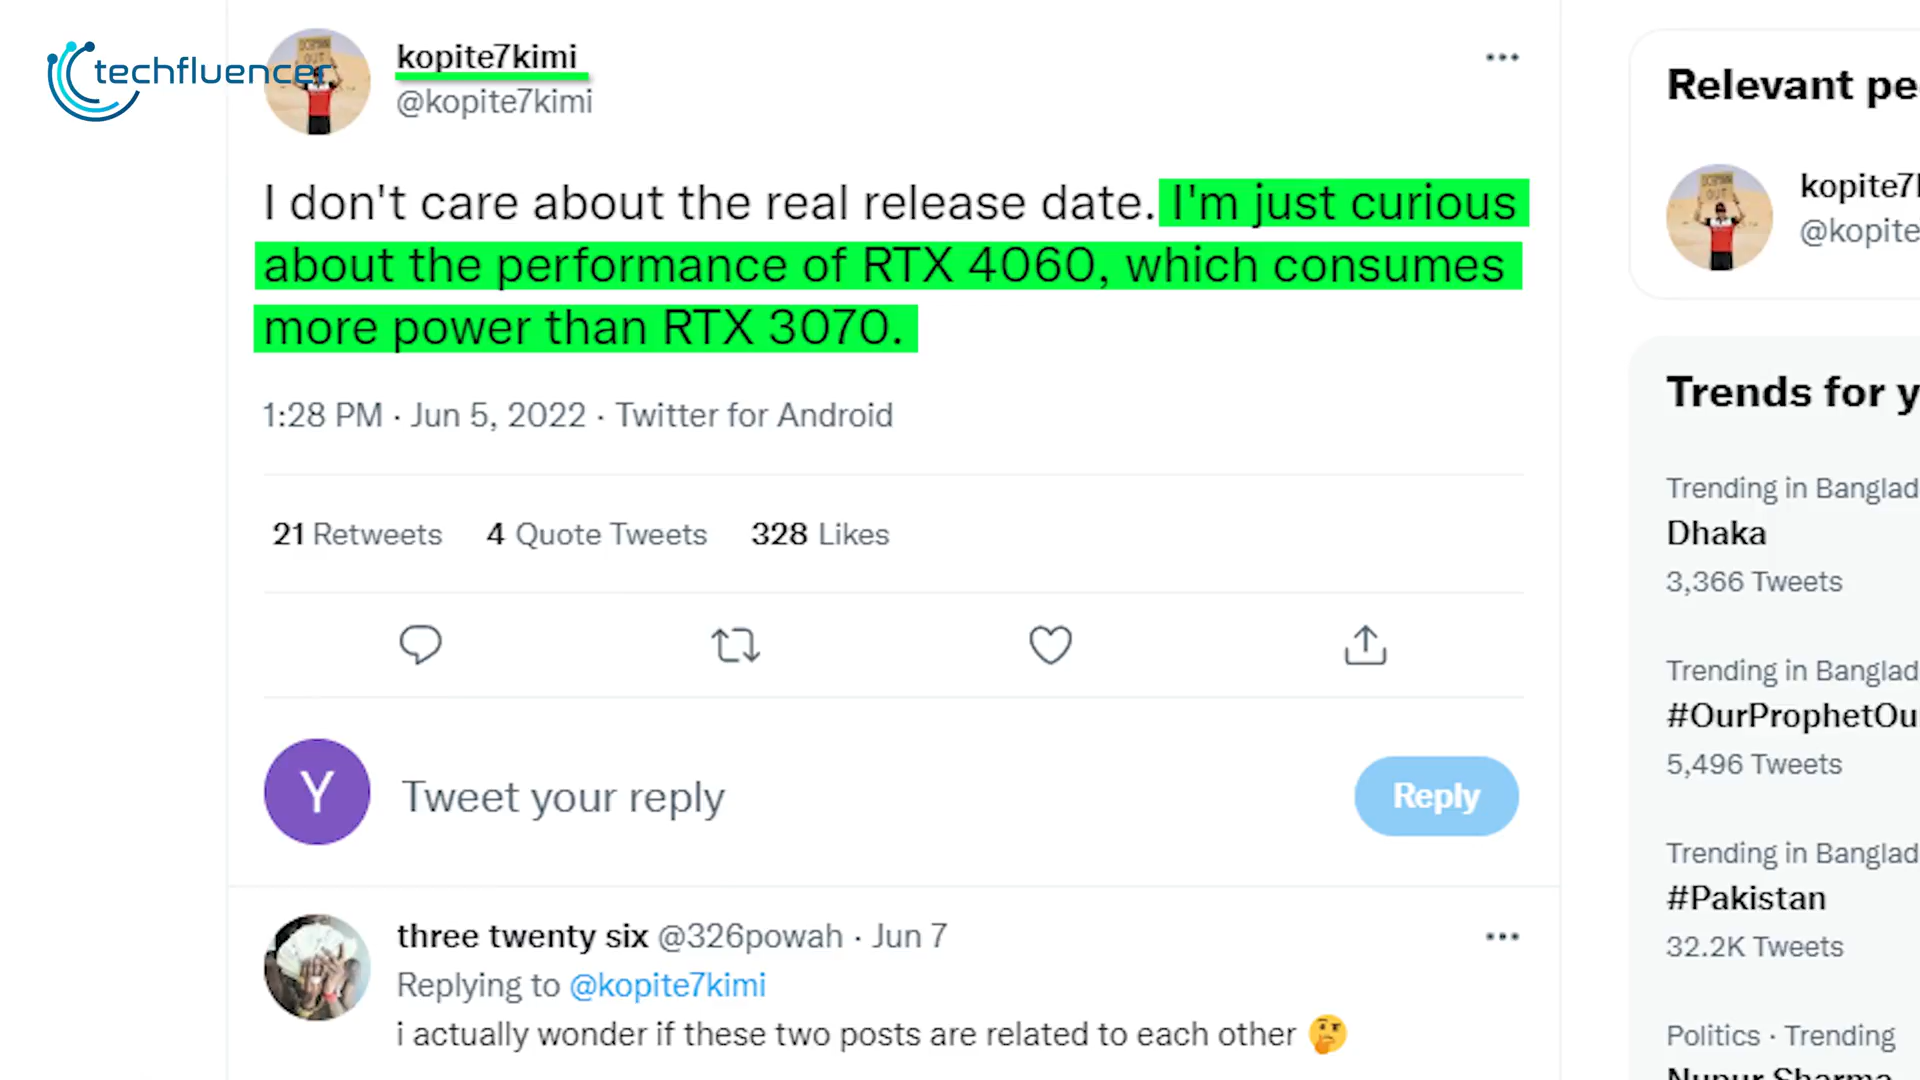 techfluencer
kopite7kimi
@kopite7kimi
I don't care about the real release date. I'm just curious
about the performance of RTX 4060, which consumes
more power than RTX 3070.
1:28 PM · Jun 5, 2022 · Twitter for Android
21 Retweets 4 Quote Tweets 328 Likes
Y
Tweet your reply
Reply
three twenty six @326powah · Jun 7
Replying to @kopite7kimi
i actually wonder if these two posts are related to each other 🤔
Relevant pe
kopite7
@kopite
Trends for y
Trending in Banglad
Dhaka
3,366 Tweets
Trending in Banglad
#OurProphetOu
5,496 Tweets
Trending in Banglad
#Pakistan
32.2K Tweets
Politics · Trending
Nupur Sharma